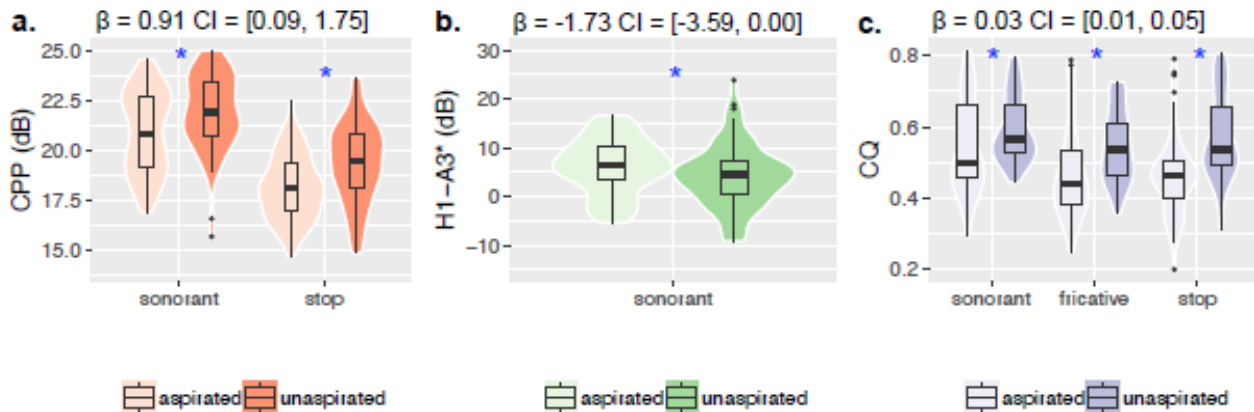 a. β = 0.91 CI = [0.09, 1.75]
CPP (dB)
25.0
22.5
20.0
17.5
15.0
*
*
sonorant stop
aspirated unaspirated
b. β = -1.73 CI = [-3.59, 0.00]
H1−A3* (dB)
30
20
10
0
−10
*
sonorant
aspirated unaspirated
c. β = 0.03 CI = [0.01, 0.05]
CQ
0.8
0.6
0.4
0.2
*
*
*
sonorant fricative stop
aspirated unaspirated